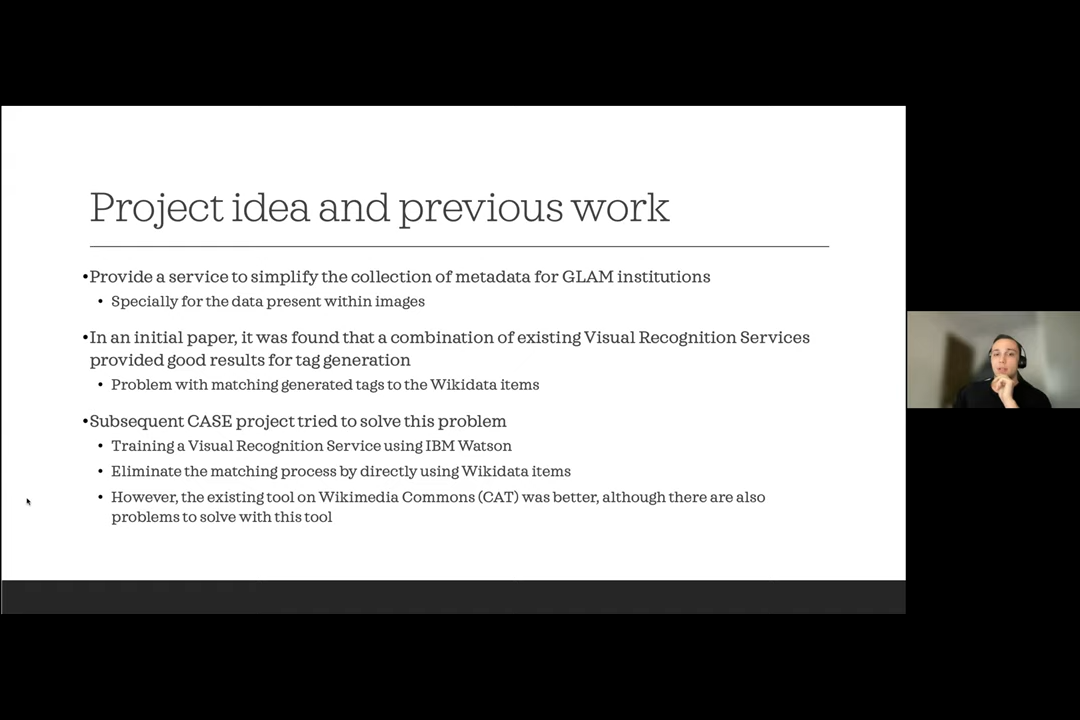 Project idea and previous work
•Provide a service to simplify the collection of metadata for GLAM institutions
• Specially for the data present within images
•In an initial paper, it was found that a combination of existing Visual Recognition Services
provided good results for tag generation
• Problem with matching generated tags to the Wikidata items
•Subsequent CASE project tried to solve this problem
• Training a Visual Recognition Service using IBM Watson
• Eliminate the matching process by directly using Wikidata items
• However, the existing tool on Wikimedia Commons (CAT) was better, although there are also
problems to solve with this tool